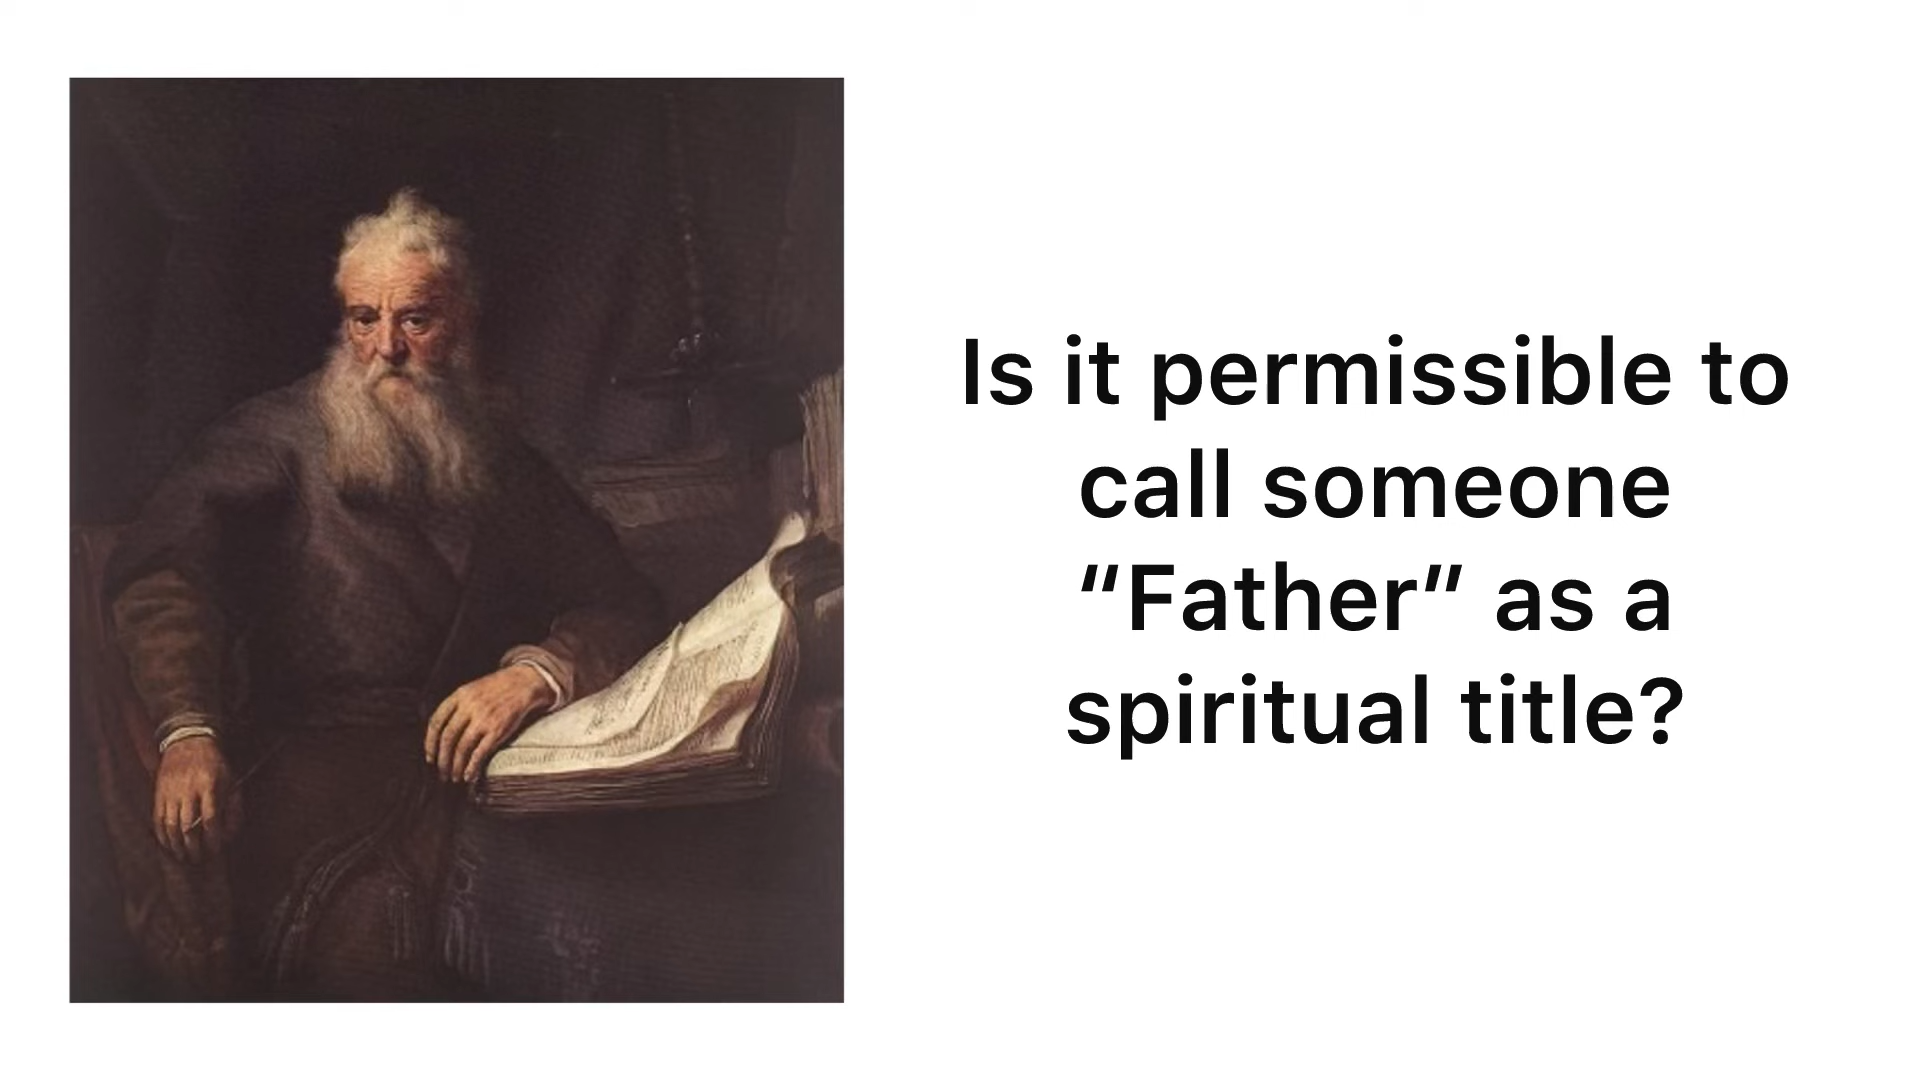 Is it permissible to
call someone
“Father” as a
spiritual title?